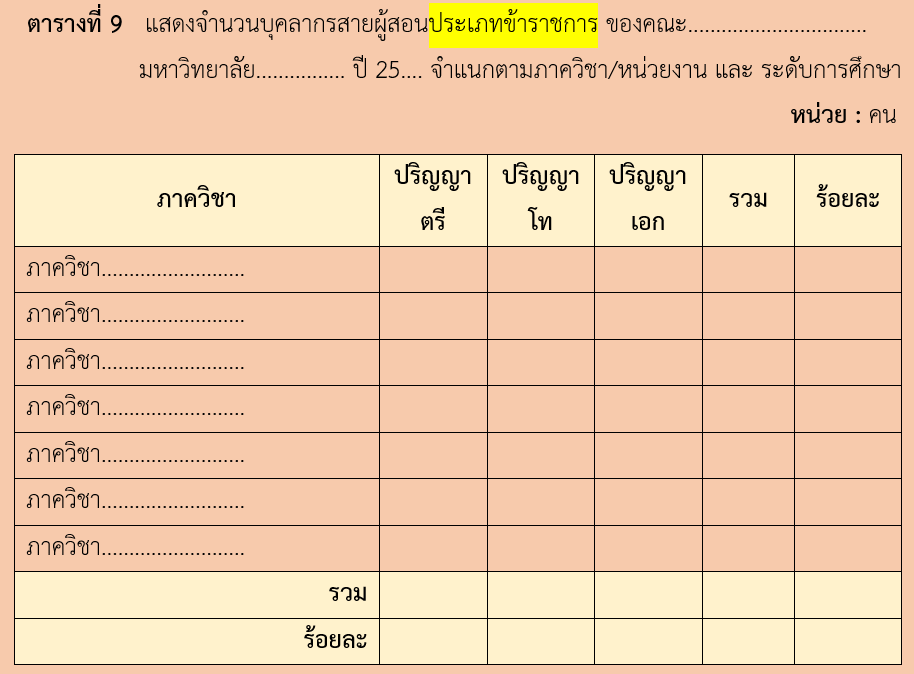 ตารางที่ 9 แสดงจำนวนบุคลากรสายผู้สอนประเภทข้าราชการ ของคณะ................................
มหาวิทยาลัย................ ปี 25.... จำแนกตามภาควิชา/หน่วยงาน และ ระดับการศึกษา
หน่วย : คน
ภาควิชา ปริญญา ปริญญา ปริญญา รวม ร้อยละ
ตรี โท เอก
ภาควิชา..........................
ภาควิชา..........................
ภาควิชา..........................
ภาควิชา..........................
ภาควิชา..........................
ภาควิชา..........................
ภาควิชา..........................
รวม
ร้อยละ